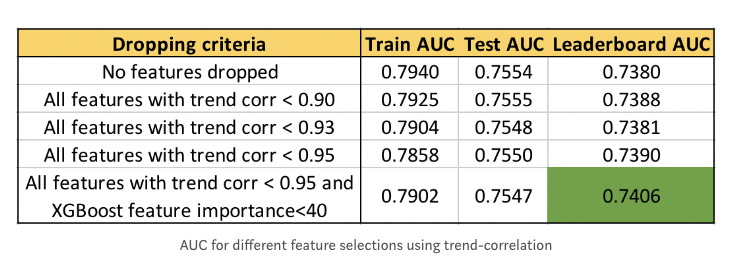 Dropping criteria Train AUC Test AUC Leaderboard AUC
No features dropped 0.7940 0.7554 0.7380
All features with trend corr < 0.90 0.7925 0.7555 0.7388
All features with trend corr < 0.93 0.7904 0.7548 0.7381
All features with trend corr < 0.95 0.7858 0.7550 0.7390
All features with trend corr < 0.95 and
XGBoost feature importance<40 0.7902 0.7547 0.7406
AUC for different feature selections using trend-correlation